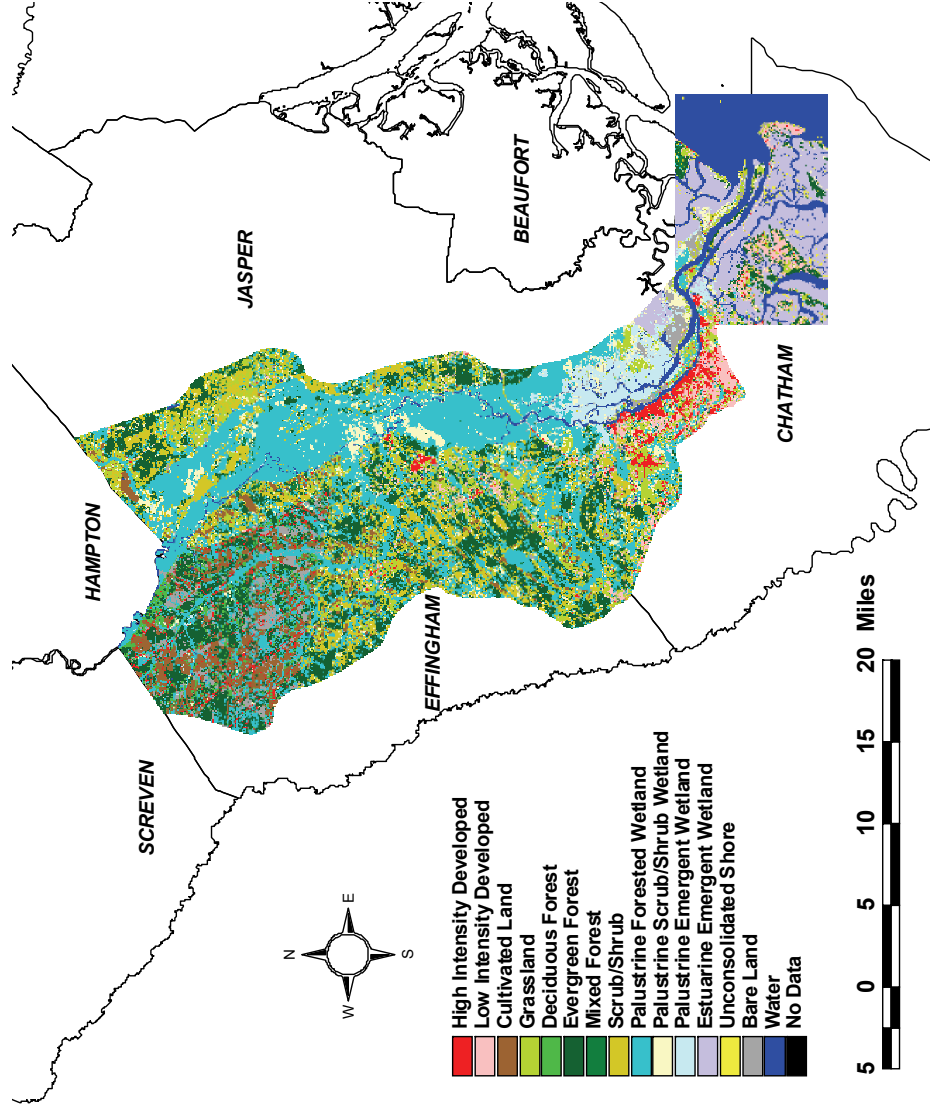 HAMPTON
SCREVEN
JASPER
BEAUFORT
EFFINGHAM
CHATHAM
N
W
E
S
High Intensity Developed
Low Intensity Developed
Cultivated Land
Grassland
Deciduous Forest
Evergreen Forest
Mixed Forest
Scrub/Shrub
Palustrine Forested Wetland
Palustrine Scrub/Shrub Wetland
Palustrine Emergent Wetland
Estuarine Emergent Wetland
Unconsolidated Shore
Bare Land
Water
No Data
5 0 5 10 15 20 Miles